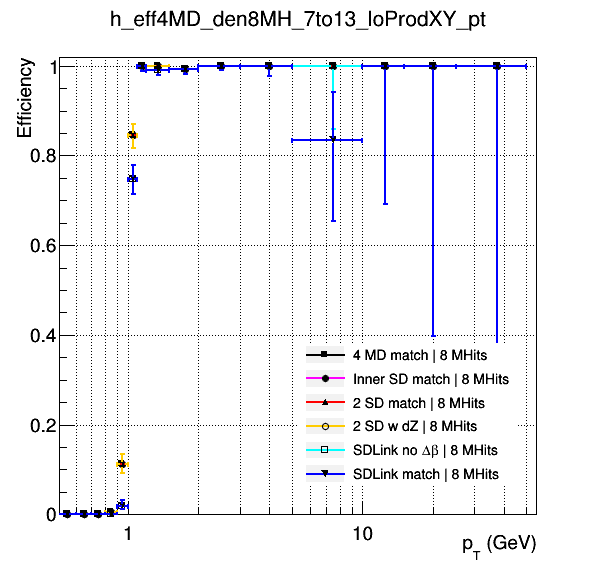 h_eff4MD_den8MH_7to13_loProdXY_pt
Efficiency
1
0.8
0.6
0.4
0.2
0
4 MD match | 8 MHits
Inner SD match | 8 MHits
2 SD match | 8 MHits
2 SD w dZ | 8 MHits
SDLink no Δβ | 8 MHits
SDLink match | 8 MHits
1 10
p_T (GeV)